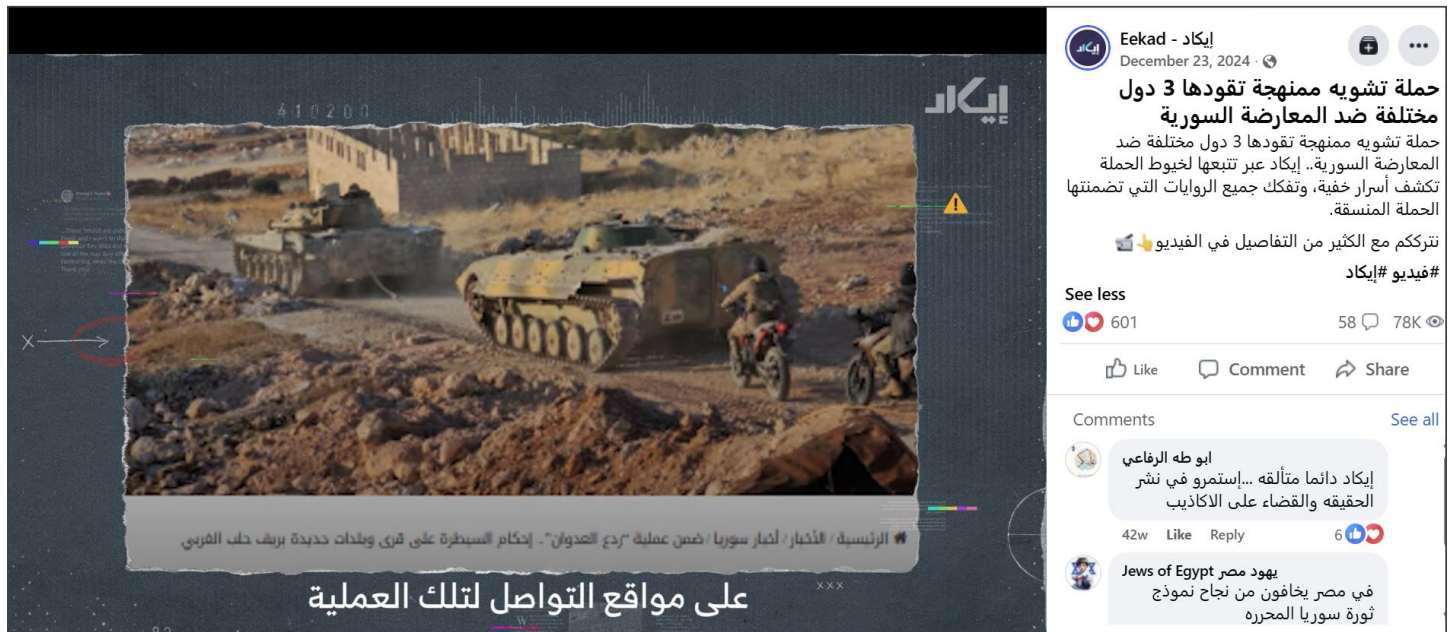 إيكاد
610200
الرئيسية / الأخبار / أخبار سوريا / ضمن عملية "ردع العدوان".. إحكام السيطرة على قرى وبلدات جديدة بريف حلب الغربي
على مواقع التواصل لتلك العملية
إيكاد - Eekad
December 23, 2024
حملة تشويه ممنهجة تقودها 3 دول
مختلفة ضد المعارضة السورية
حملة تشويه ممنهجة تقودها 3 دول مختلفة ضد
المعارضة السورية.. إيكاد عبر تتبعها لخيوط الحملة
تكشف أسرار خفية، وتفكك جميع الروايات التي تضمنتها
الحملة المنسقة.
نترككم مع الكثير من التفاصيل في الفيديو
#فيديو #إيكاد
See less
601 58 78K
Like Comment Share
Comments See all
ابو طه الرفاعي
إيكاد دائما متألقه ...إستمرو في نشر
الحقيقه والقضاء على الاكاذيب
42w Like Reply 6
يهود مصر Jews of Egypt
في مصر يخافون من نجاح نموذج
ثورة سوريا المحرره